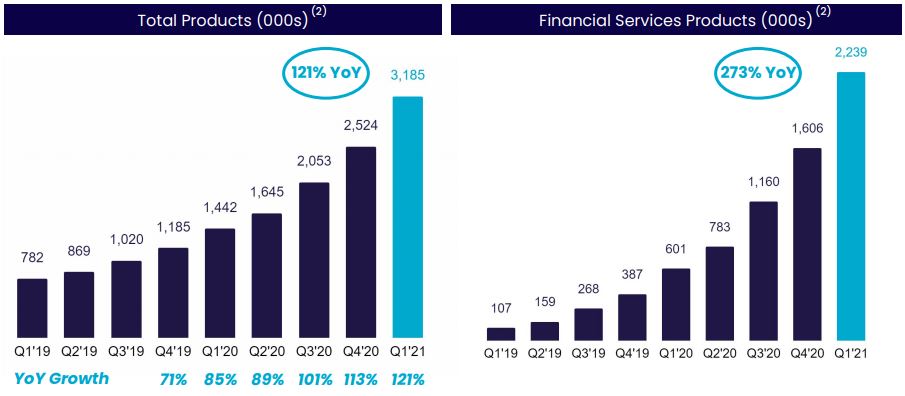 Total Products (000s) (2)
121% YoY
3,185
2,524
2,053
1,645
1,442
1,185
1,020
869
782
Q1'19 Q2'19 Q3'19 Q4'19 Q1'20 Q2'20 Q3'20 Q4'20 Q1'21
YoY Growth 71% 85% 89% 101% 113% 121%
Financial Services Products (000s) (2)
273% YoY
2,239
1,606
1,160
783
601
387
268
159
107
Q1'19 Q2'19 Q3'19 Q4'19 Q1'20 Q2'20 Q3'20 Q4'20 Q1'21